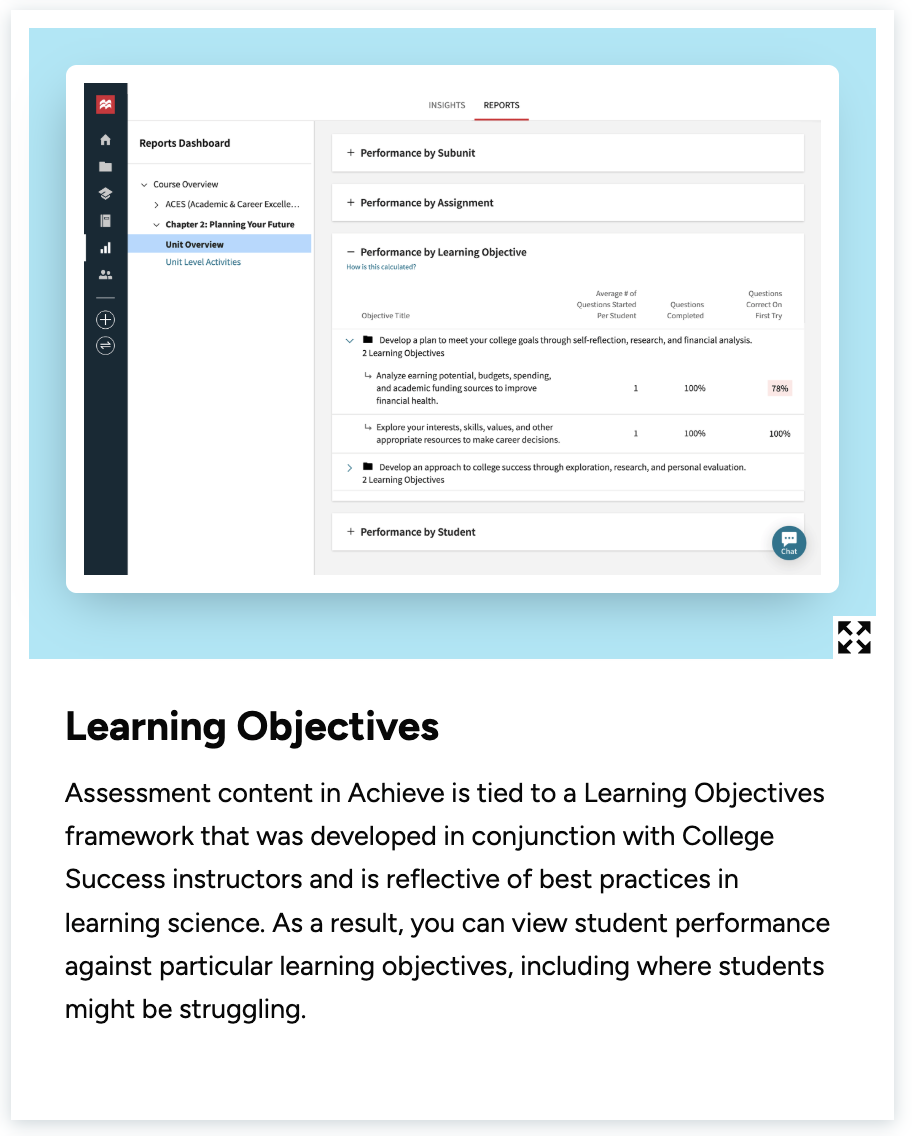 INSIGHTS REPORTS
Reports Dashboard
Course Overview
ACES (Academic & Career Excelle...
Chapter 2: Planning Your Future
Unit Overview
Unit Level Activities
+ Performance by Subunit
+ Performance by Assignment
− Performance by Learning Objective
How is this calculated?
Objective Title
Average # of
Questions Started
Per Student
Questions
Completed
Questions
Correct On
First Try
Develop a plan to meet your college goals through self-reflection, research, and financial analysis.
2 Learning Objectives
Analyze earning potential, budgets, spending,
and academic funding sources to improve
financial health.
1 100% 78%
Explore your interests, skills, values, and other
appropriate resources to make career decisions.
1 100% 100%
Develop an approach to college success through exploration, research, and personal evaluation.
2 Learning Objectives
+ Performance by Student
Chat
Learning Objectives
Assessment content in Achieve is tied to a Learning Objectives
framework that was developed in conjunction with College
Success instructors and is reflective of best practices in
learning science. As a result, you can view student performance
against particular learning objectives, including where students
might be struggling.